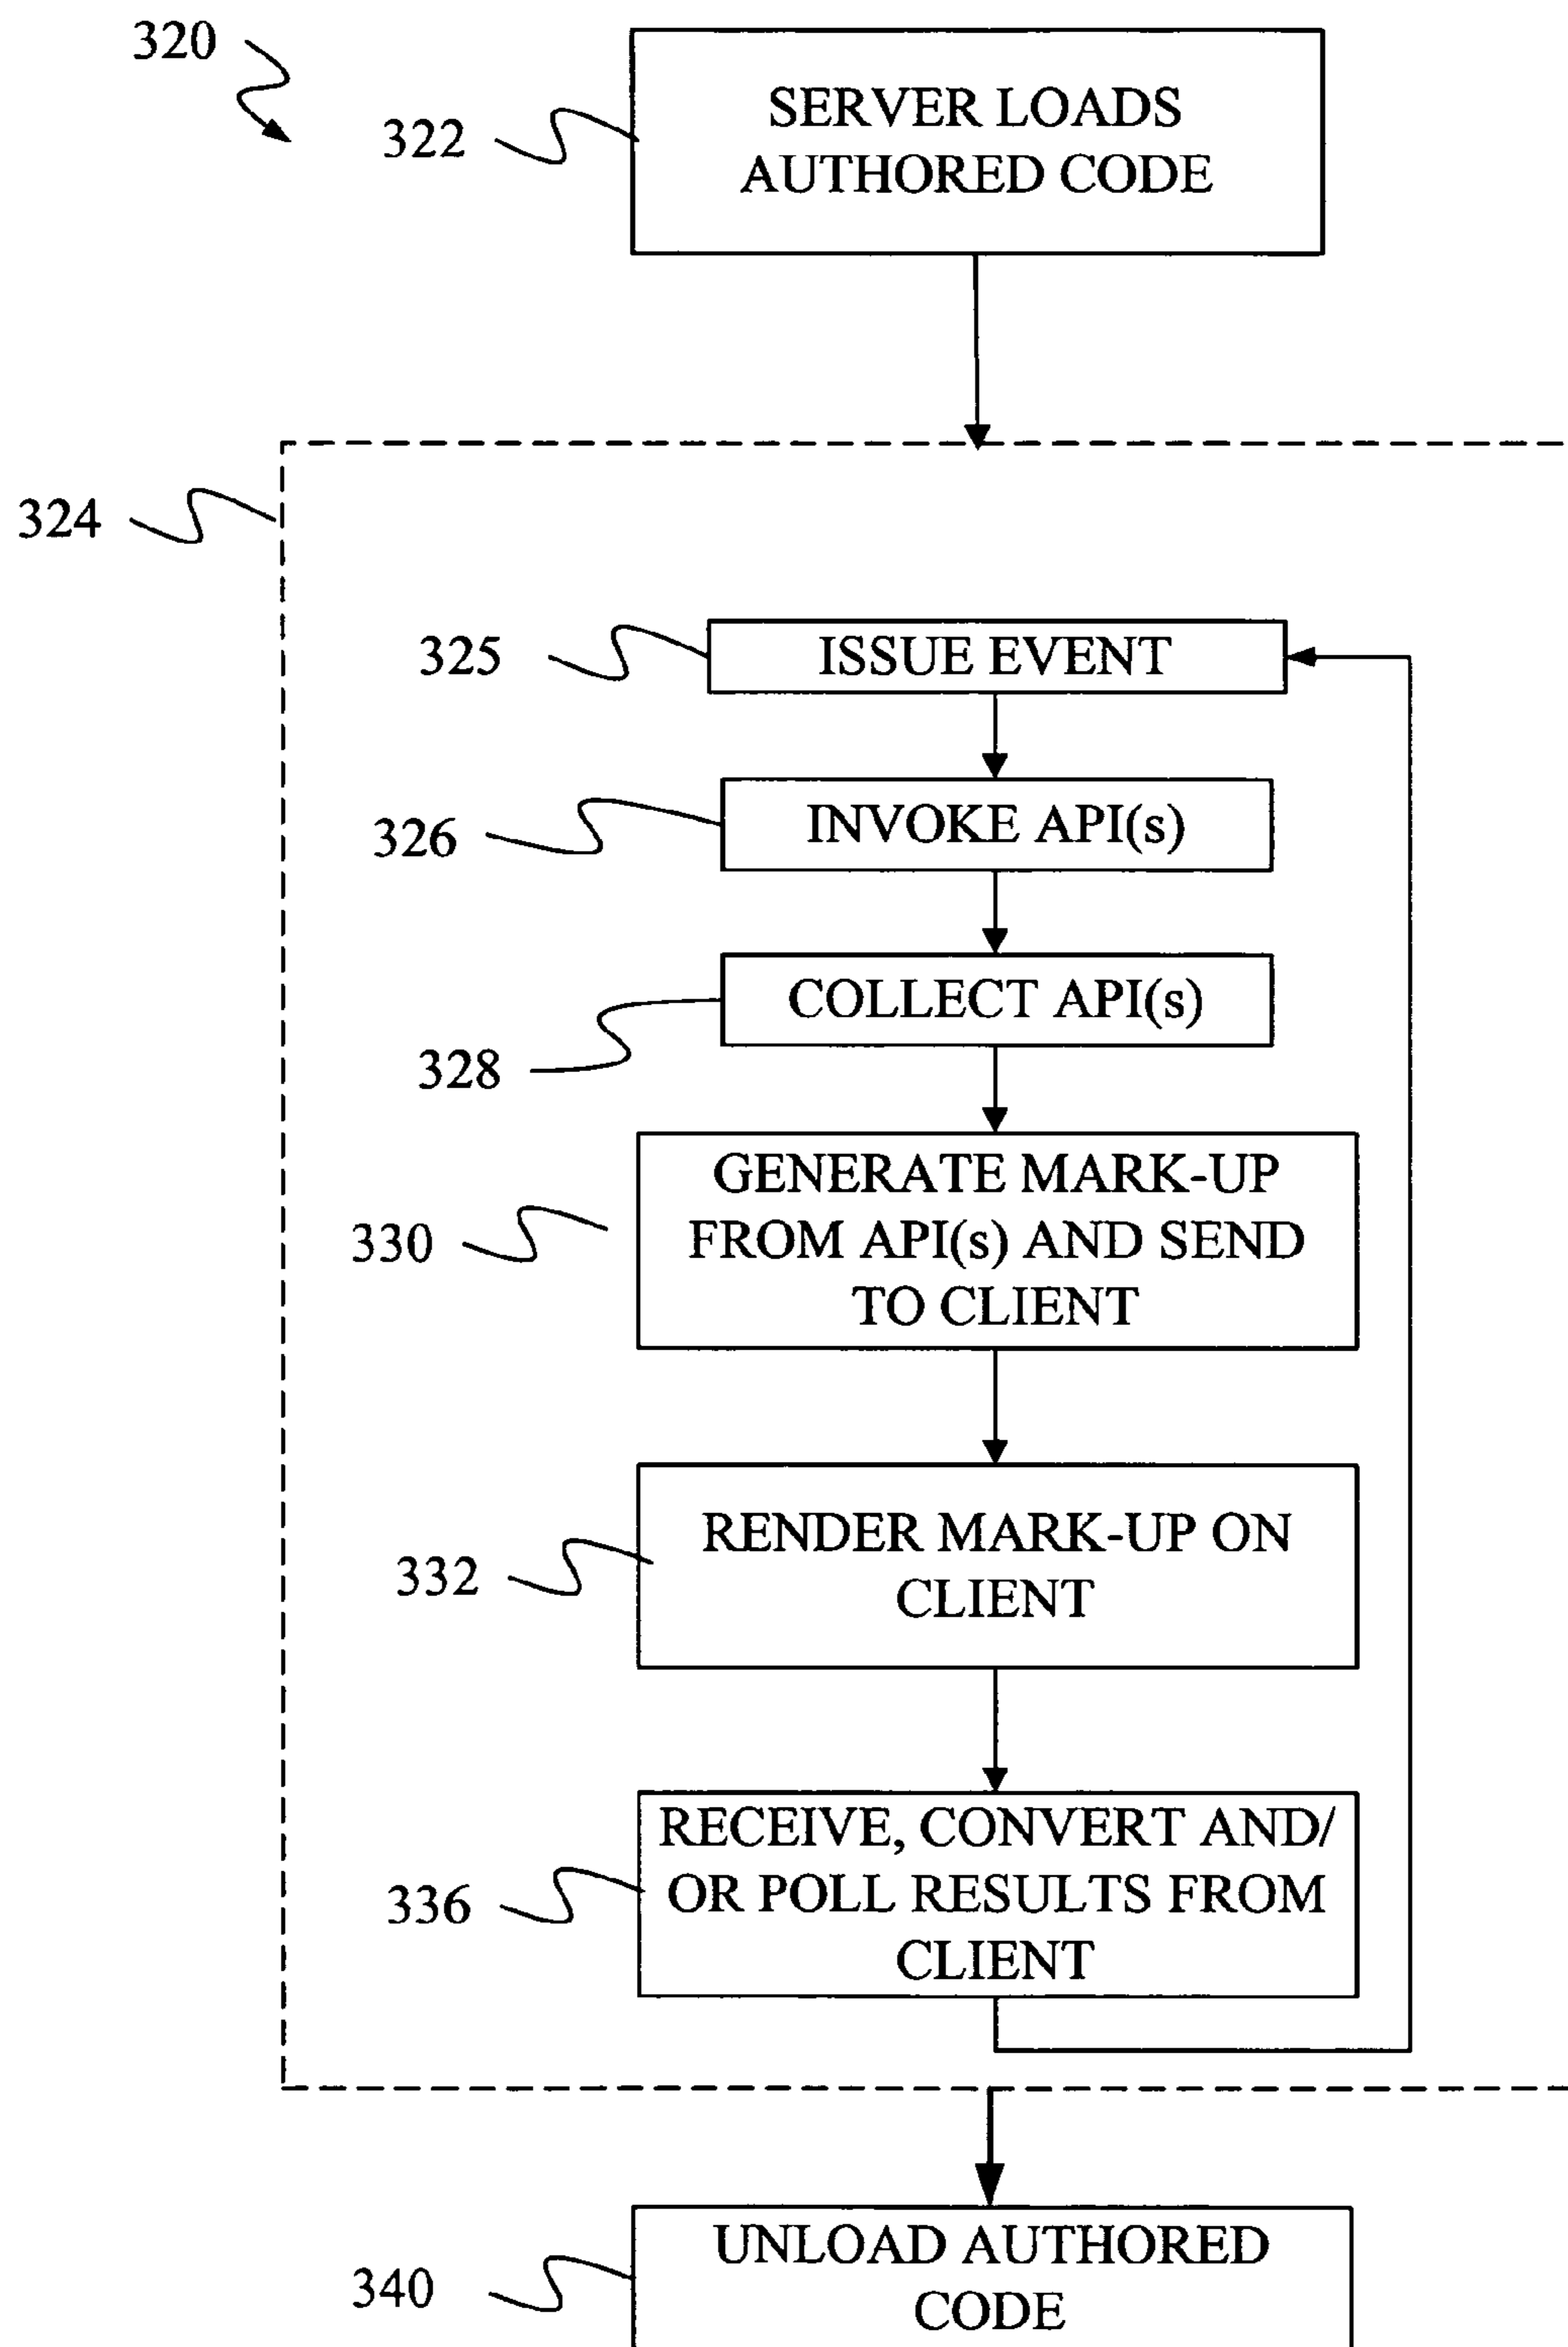 320
322
SERVER LOADS
AUTHORED CODE
324
325
ISSUE EVENT
326
INVOKE API(s)
328
COLLECT API(s)
330
GENERATE MARK-UP
FROM API(s) AND SEND
TO CLIENT
332
RENDER MARK-UP ON
CLIENT
336
RECEIVE, CONVERT AND/
OR POLL RESULTS FROM
CLIENT
340
UNLOAD AUTHORED
CODE